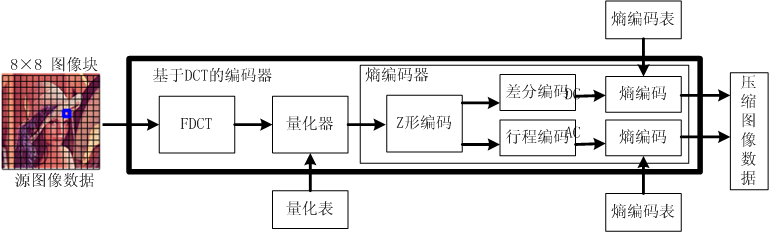 熵编码表
8×8 图像块
基于DCT的编码器
熵编码器
差分编码
DC
熵编码
FDCT
量化器
Z形编码
行程编码
AC
熵编码
压缩图像数据
源图像数据
量化表
熵编码表